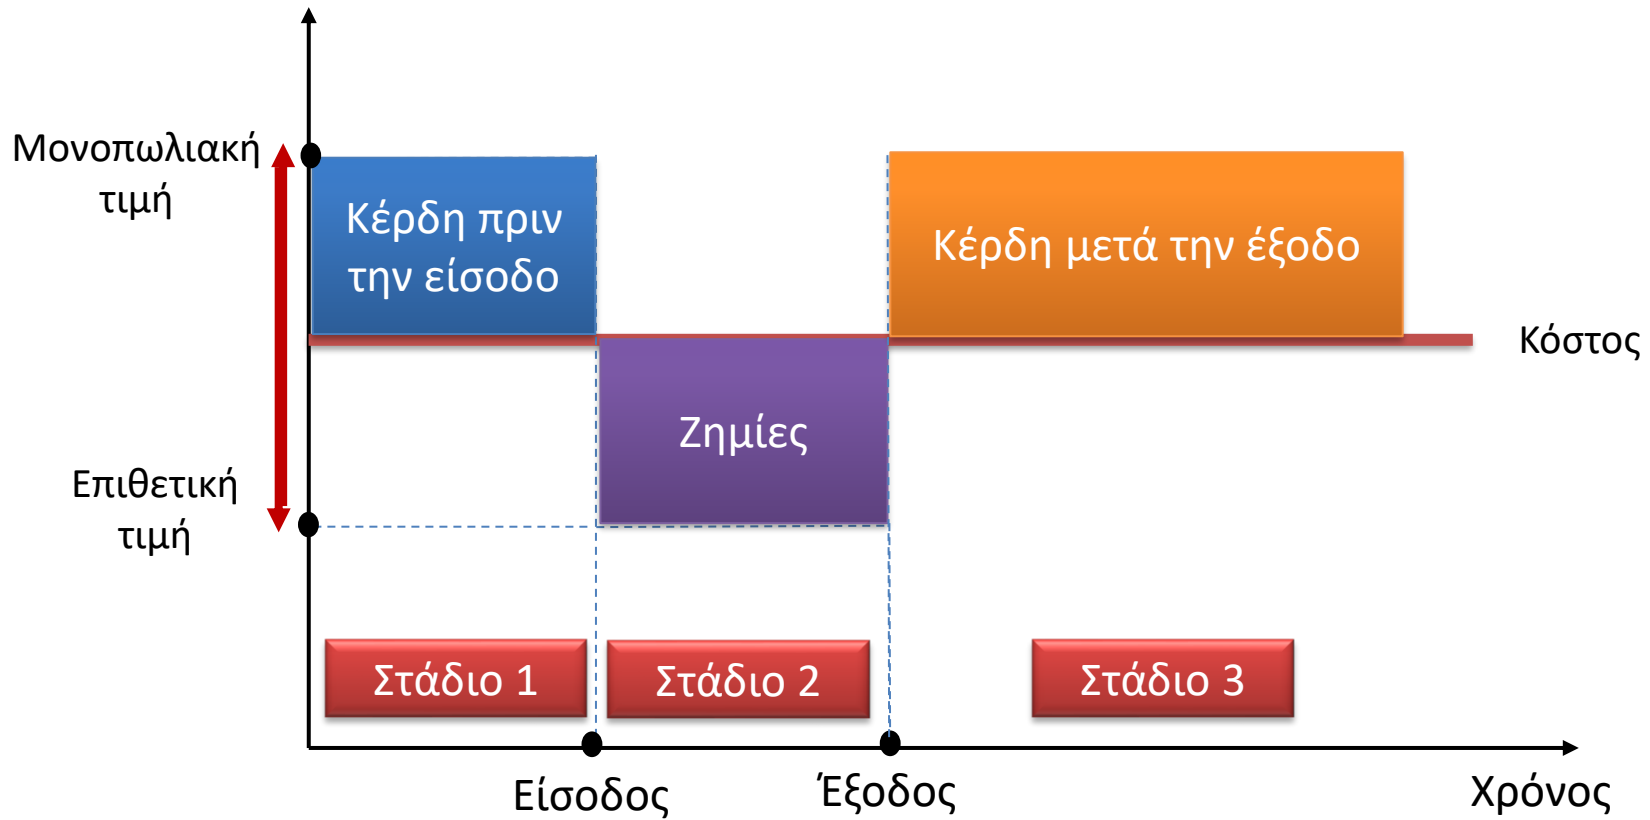 Μονοπωλιακή
τιμή
Κέρδη πριν
την είσοδο
Κέρδη μετά την έξοδο
Κόστος
Ζημίες
Επιθετική
τιμή
Στάδιο 1
Στάδιο 2
Στάδιο 3
Είσοδος
Έξοδος
Χρόνος